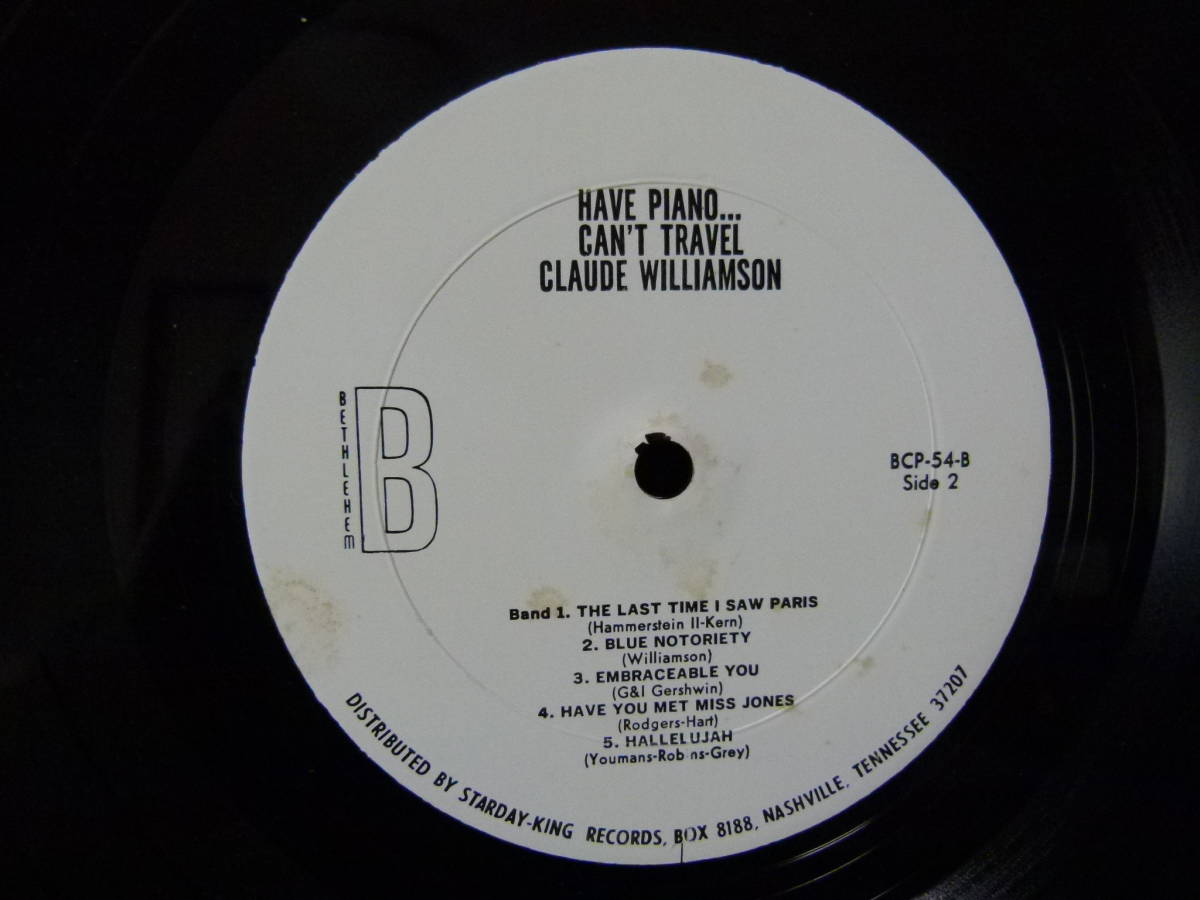 HAVE PIANO...
CAN'T TRAVEL
CLAUDE WILLIAMSON
BETHLEHEM
B
BCP-54-B
Side 2
Band 1. THE LAST TIME I SAW PARIS
(Hammerstein II-Kern)
2. BLUE NOTORIETY
(Williamson)
3. EMBRACEABLE YOU
(G&I Gershwin)
4. HAVE YOU MET MISS JONES
(Rodgers-Hart)
5. HALLELUJAH
(Youmans-Robins-Grey)
DISTRIBUTED BY STARDAY-KING RECORDS, BOX 8188, NASHVILLE, TENNESSEE 37207